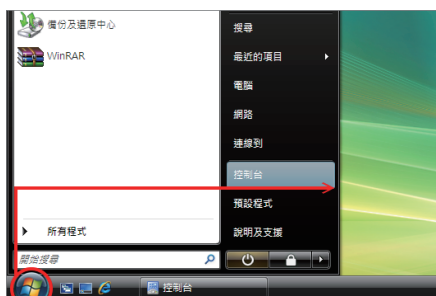 備份及還原中心
WinRAR
所有程式
開始搜尋
搜尋
最近的項目
電腦
網路
連線到
控制台
預設程式
說明及支援
控制台